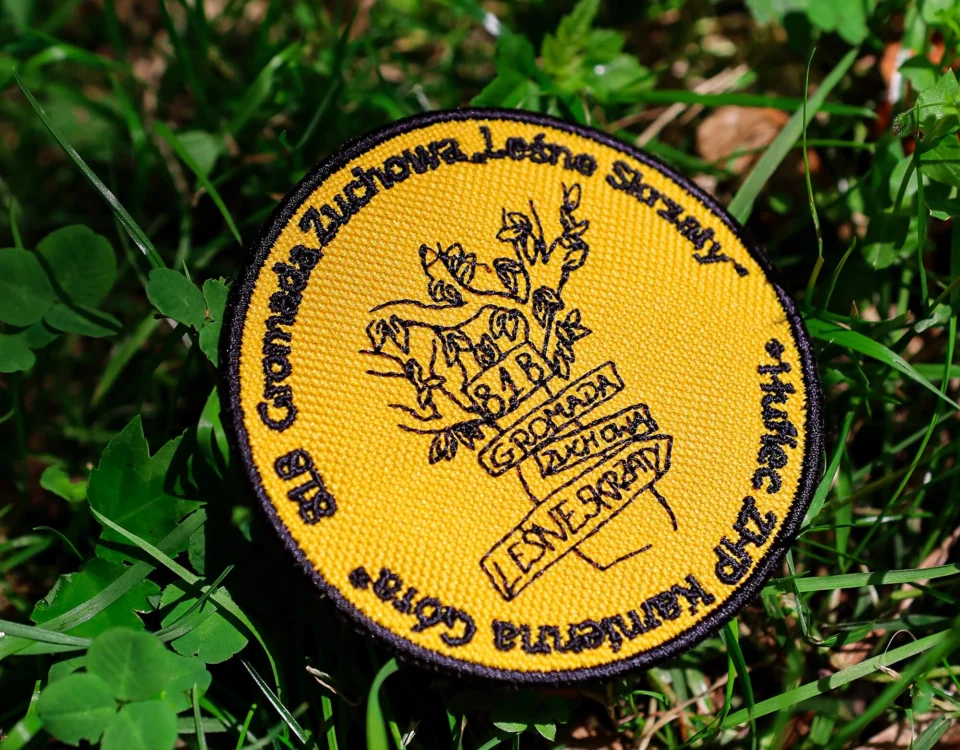 81B Gromada Zuchowa „Leśne Skrzaty”
*Hufiec ZHP Kamienna Góra*
81B
GROMADA
ZUCHOWA
LEŚNE SKRZATY